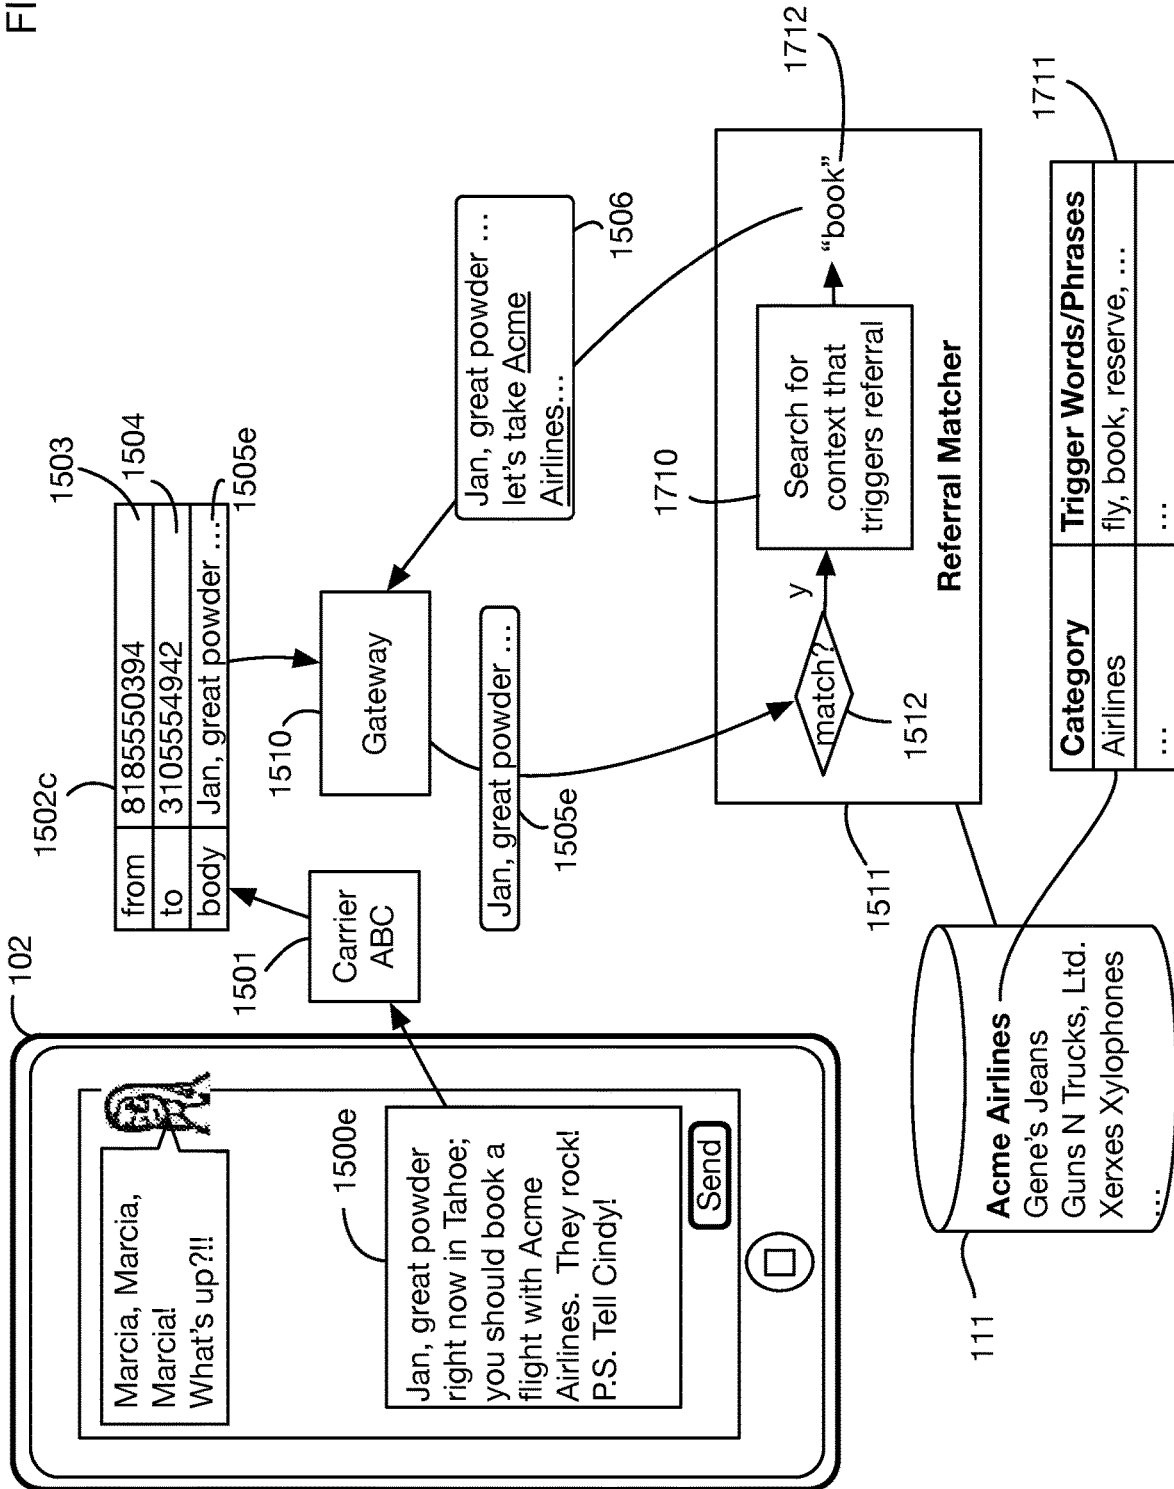 FI
102
Marcia, Marcia,
Marcia!
What's up?!!
1500e
Jan, great powder
right now in Tahoe;
you should book a
flight with Acme
Airlines. They rock!
P.S. Tell Cindy!
Send
1501
Carrier
ABC
1502c
from 8185550394
to 3105554942
body Jan, great powder ...
1503
1504
1505e
1510
Gateway
Jan, great powder ...
1505e
Jan, great powder ...
let's take Acme
Airlines...
1506
1511
match?
1512
y
1710
Search for
context that
triggers referral
“book”
1712
Referral Matcher
111
Acme Airlines
Gene's Jeans
Guns N Trucks, Ltd.
Xerxes Xylophones
...
1711
Category Trigger Words/Phrases
Airlines fly, book, reserve, ...
... ...